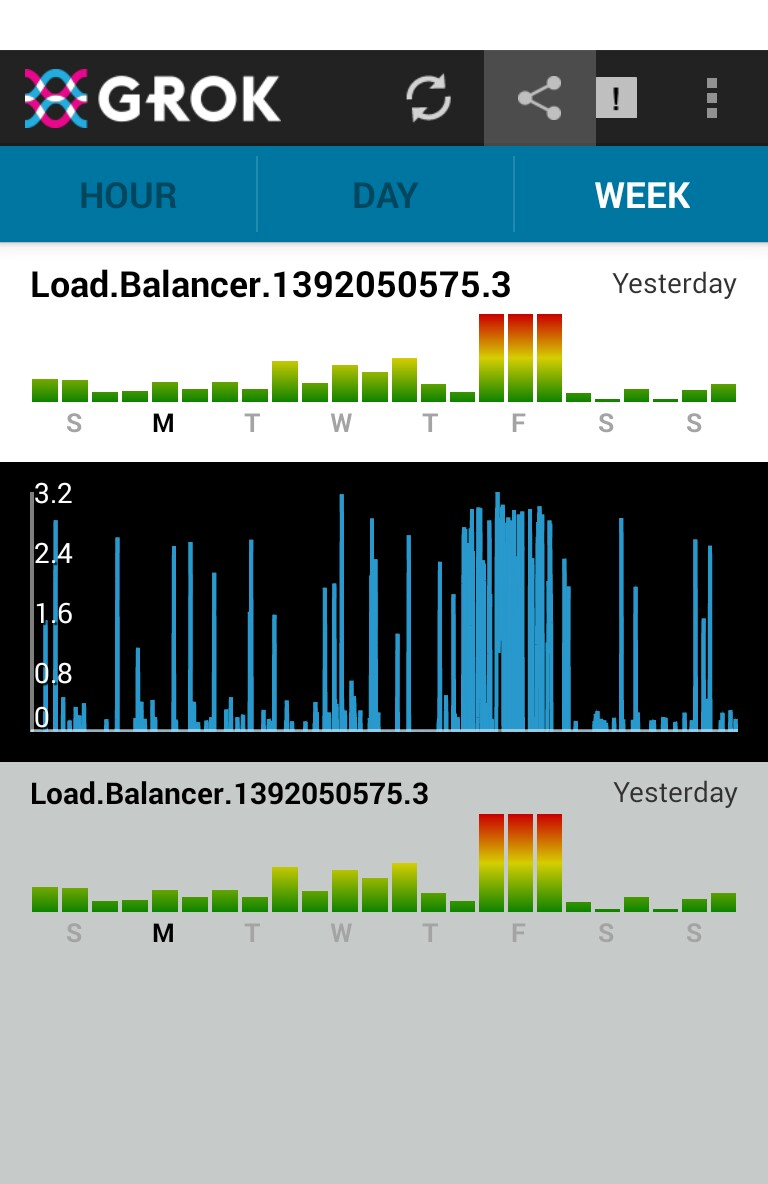 GROK !
HOUR DAY WEEK
Load.Balancer.1392050575.3 Yesterday
S M T W T F S S
3.2
2.4
1.6
0.8
0
Load.Balancer.1392050575.3 Yesterday
S M T W T F S S